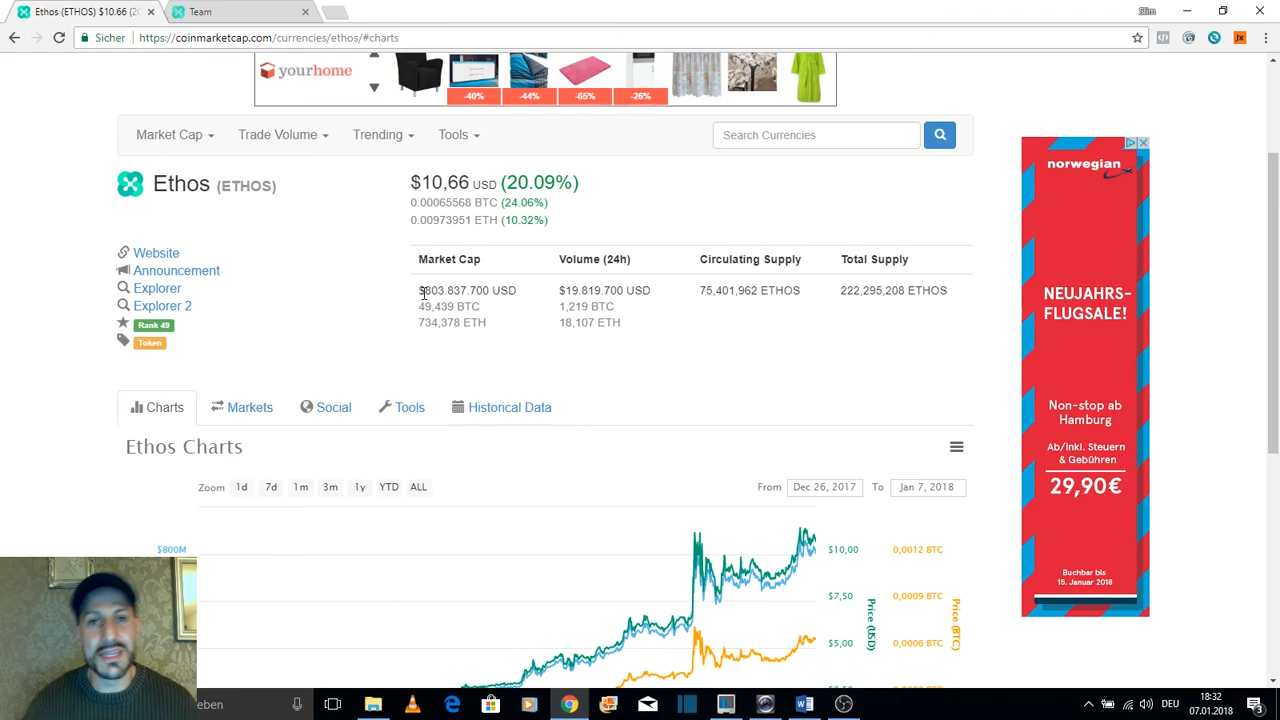 Ethos (ETHOS) $10.66 (20
Team
Slim
Sicher
https://coinmarketcap.com/currencies/ethos/#charts
yourhome
-40%
-44%
-65%
-26%
Market Cap
Trade Volume
Trending
Tools
Search Currencies
Ethos (ETHOS)
$10,66 USD (20.09%)
0.00065568 BTC (24.06%)
0.00973951 ETH (10.32%)
Website
Announcement
Explorer
Explorer 2
Rank 49
Token
Market Cap
Volume (24h)
Circulating Supply
Total Supply
$803.837.700 USD
$19.819.700 USD
75,401,962 ETHOS
222,295,208 ETHOS
49,439 BTC
1,219 BTC
734,378 ETH
18,107 ETH
norwegian
NEUJAHRS-
FLUGSALE!
Non-stop ab
Hamburg
Ab/Inkl. Steuern
& Gebühren
29,90€
Buchbar bis
15. Januar 2018
Charts
Markets
Social
Tools
Historical Data
Ethos Charts
Zoom
1d
7d
1m
3m
1y
YTD
ALL
From
Dec 26, 2017
To
Jan 7, 2018
$800M
$10,00
0,0012 BTC
$7,50
0,0009 BTC
$5,00
0,0006 BTC
Price (USD)
Price (BTC)
eben
DEU
18:32
07.01.2018
3